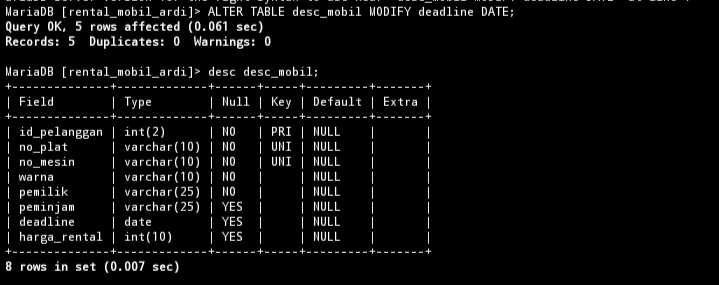 MariaDB [rental_mobil_ardi]> ALTER TABLE desc_mobil MODIFY deadline DATE;
Query OK, 5 rows affected (0.061 sec)
Records: 5  Duplicates: 0  Warnings: 0

MariaDB [rental_mobil_ardi]> desc desc_mobil;
+--------------+-------------+------+-----+---------+-------+
| Field        | Type        | Null | Key | Default | Extra |
+--------------+-------------+------+-----+---------+-------+
| id_pelanggan | int(2)      | NO   | PRI | NULL    |       |
| no_plat      | varchar(10) | NO   | UNI | NULL    |       |
| no_mesin     | varchar(10) | NO   | UNI | NULL    |       |
| warna        | varchar(10) | NO   |     | NULL    |       |
| pemilik      | varchar(25) | NO   |     | NULL    |       |
| peminjam     | varchar(25) | YES  |     | NULL    |       |
| deadline     | date        | YES  |     | NULL    |       |
| harga_rental | int(10)     | YES  |     | NULL    |       |
+--------------+-------------+------+-----+---------+-------+
8 rows in set (0.007 sec)